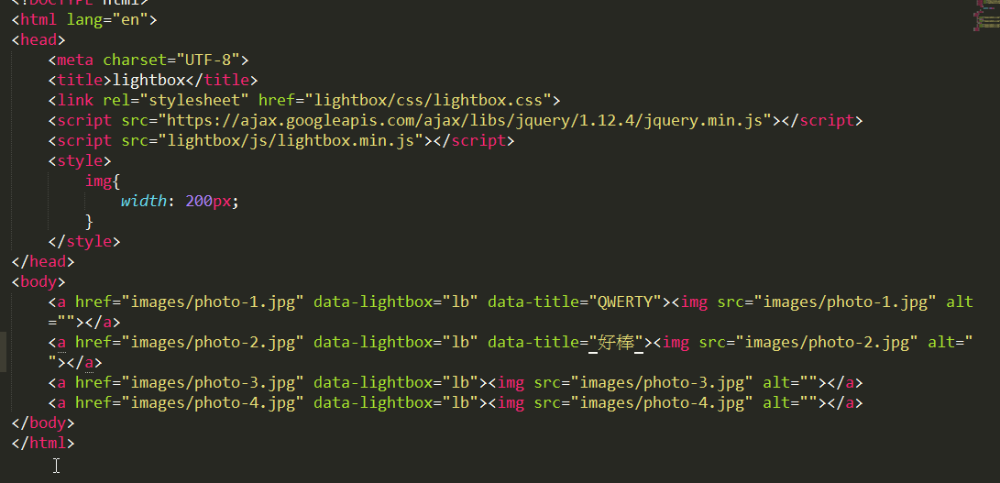 <!DOCTYPE html>
<html lang="en">
<head>
    <meta charset="UTF-8">
    <title>lightbox</title>
    <link rel="stylesheet" href="lightbox/css/lightbox.css">
    <script src="https://ajax.googleapis.com/ajax/libs/jquery/1.12.4/jquery.min.js"></script>
    <script src="lightbox/js/lightbox.min.js"></script>
    <style>
        img{
            width: 200px;
        }
    </style>
</head>
<body>
    <a href="images/photo-1.jpg" data-lightbox="lb" data-title="QWERTY"><img src="images/photo-1.jpg" alt
    =""></a>
    <a href="images/photo-2.jpg" data-lightbox="lb" data-title="好棒"><img src="images/photo-2.jpg" alt="
    "></a>
    <a href="images/photo-3.jpg" data-lightbox="lb"><img src="images/photo-3.jpg" alt=""></a>
    <a href="images/photo-4.jpg" data-lightbox="lb"><img src="images/photo-4.jpg" alt=""></a>
</body>
</html>